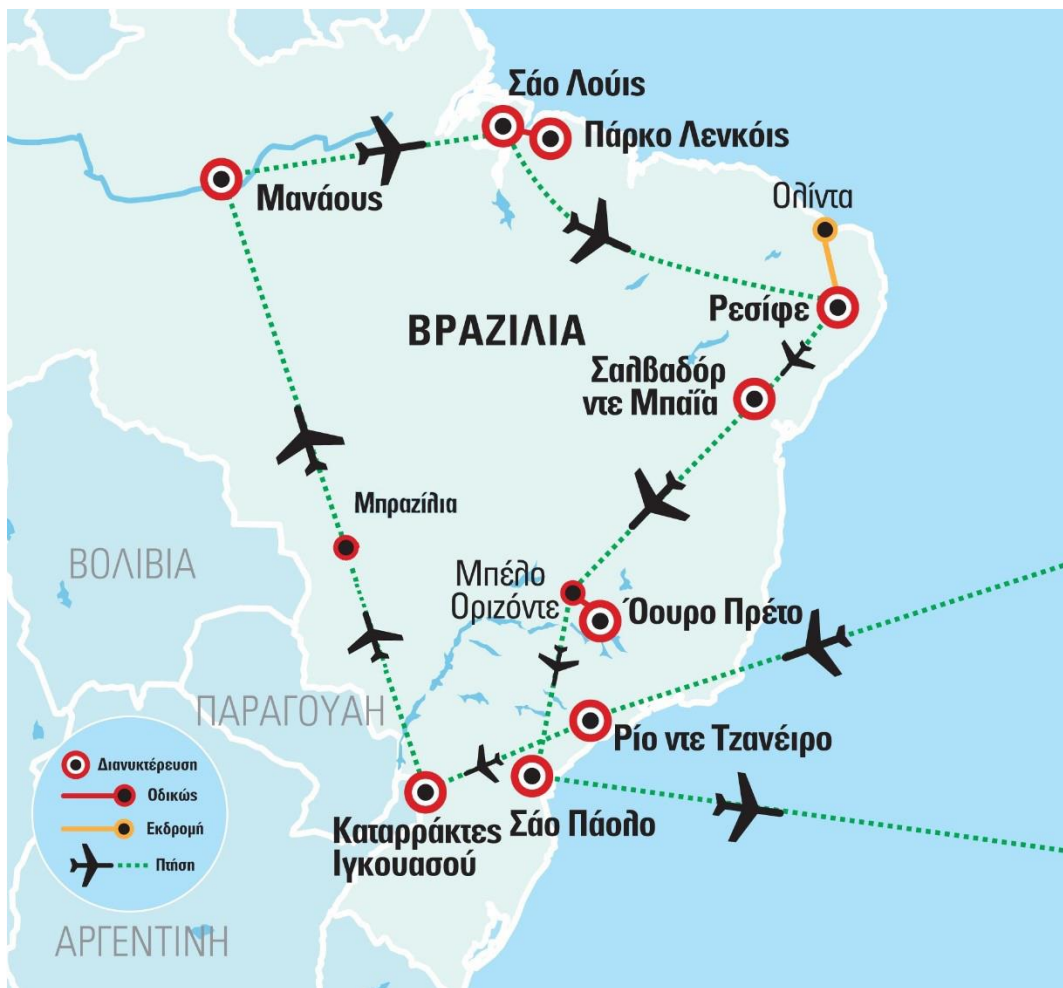 Σάο Λούις
Πάρκο Λενκόις
Μανάους
Ολίντα
Ρεσίφε
ΒΡΑΖΙΛΙΑ
Σαλβαδόρ
ντε Μπαΐα
Μπραζίλια
ΒΟΛΙΒΙΑ
Μπέλο
Οριζόντε
Όουρο Πρέτο
ΠΑΡΑΓΟΥΑΗ
Ρίο ντε Τζανέιρο
Σάο Πάολο
Καταρράκτες
Ιγκουασού
Διανυκτέρευση
Οδικώς
Εκδρομή
Πτήση
ΑΡΓΕΝΤΙΝΗ